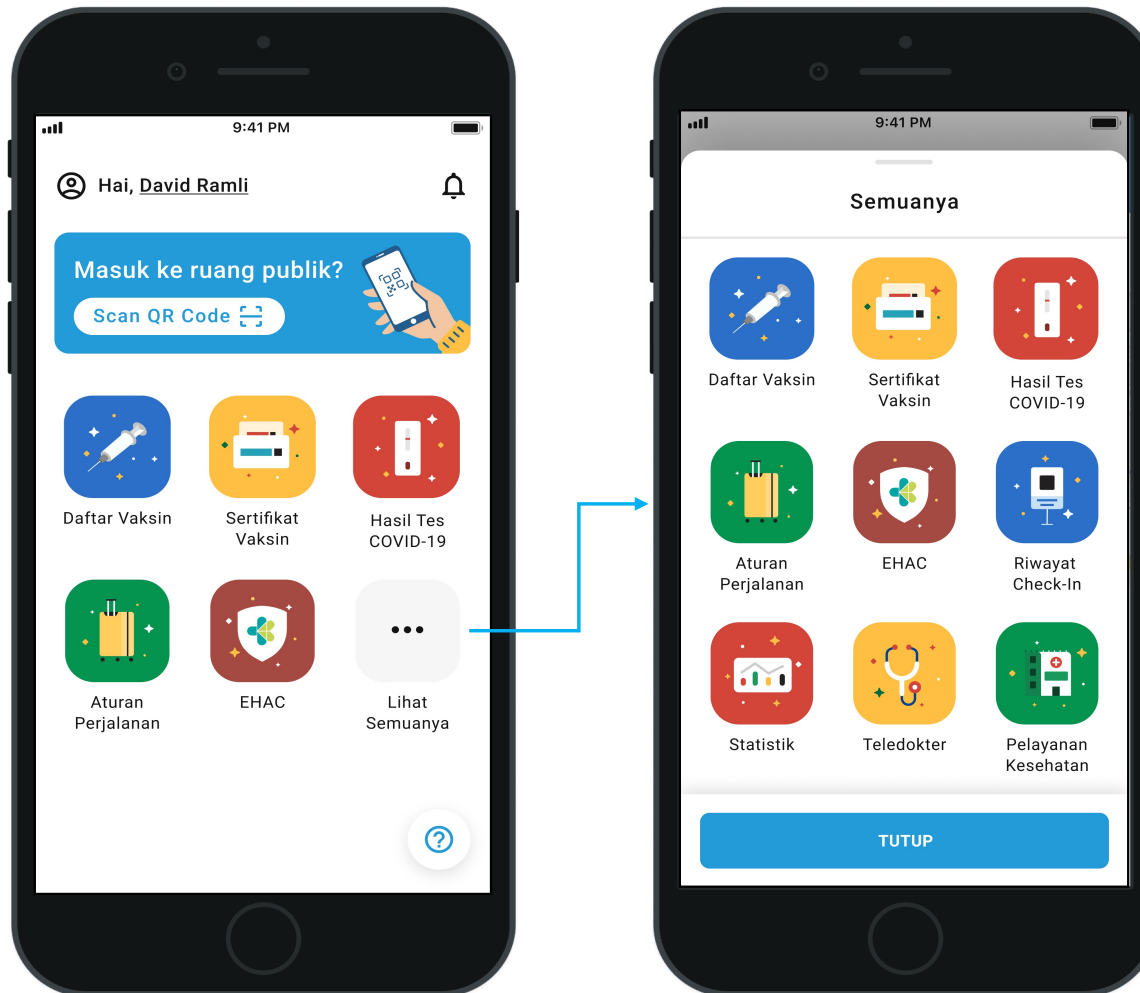 9:41 PM
Hai, David Ramli
Masuk ke ruang publik?
Scan QR Code
Daftar Vaksin
Sertifikat
Vaksin
Hasil Tes
COVID-19
Aturan
Perjalanan
EHAC
Lihat
Semuanya
9:41 PM
Semuanya
Daftar Vaksin
Sertifikat
Vaksin
Hasil Tes
COVID-19
Aturan
Perjalanan
EHAC
Riwayat
Check-In
Statistik
Teledokter
Pelayanan
Kesehatan
TUTUP